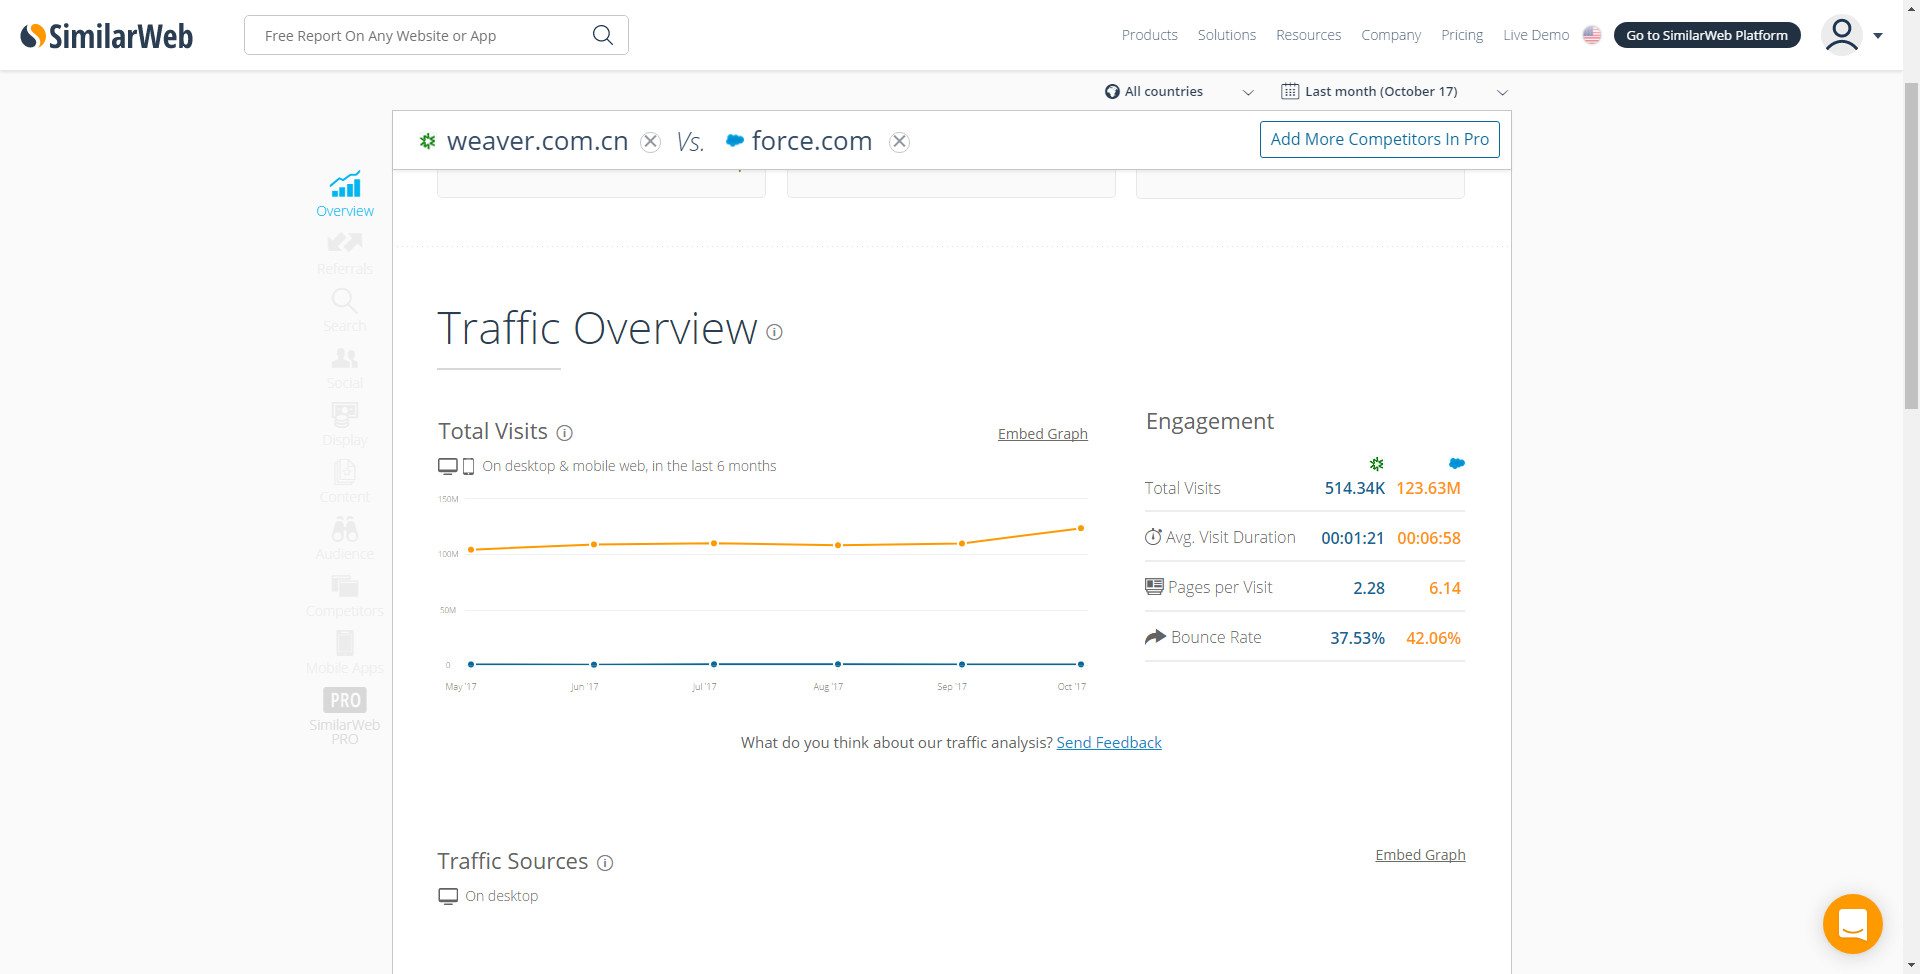 SimilarWeb
Free Report On Any Website or App
Products Solutions Resources Company Pricing Live Demo Go to SimilarWeb Platform
All countries Last month (October 17)
weaver.com.cn Vs. force.com Add More Competitors In Pro
Overview
Referrals
Search
Social
Display
Content
Audience
Competitors
Mobile Apps
PRO
SimilarWeb
PRO
Traffic Overview
Total Visits
Embed Graph
On desktop & mobile web, in the last 6 months
150M
100M
50M
0
May '17 Jun '17 Jul '17 Aug '17 Sep '17 Oct '17
Engagement
Total Visits 514.34K 123.63M
Avg. Visit Duration 00:01:21 00:06:58
Pages per Visit 2.28 6.14
Bounce Rate 37.53% 42.06%
What do you think about our traffic analysis? Send Feedback
Traffic Sources
Embed Graph
On desktop